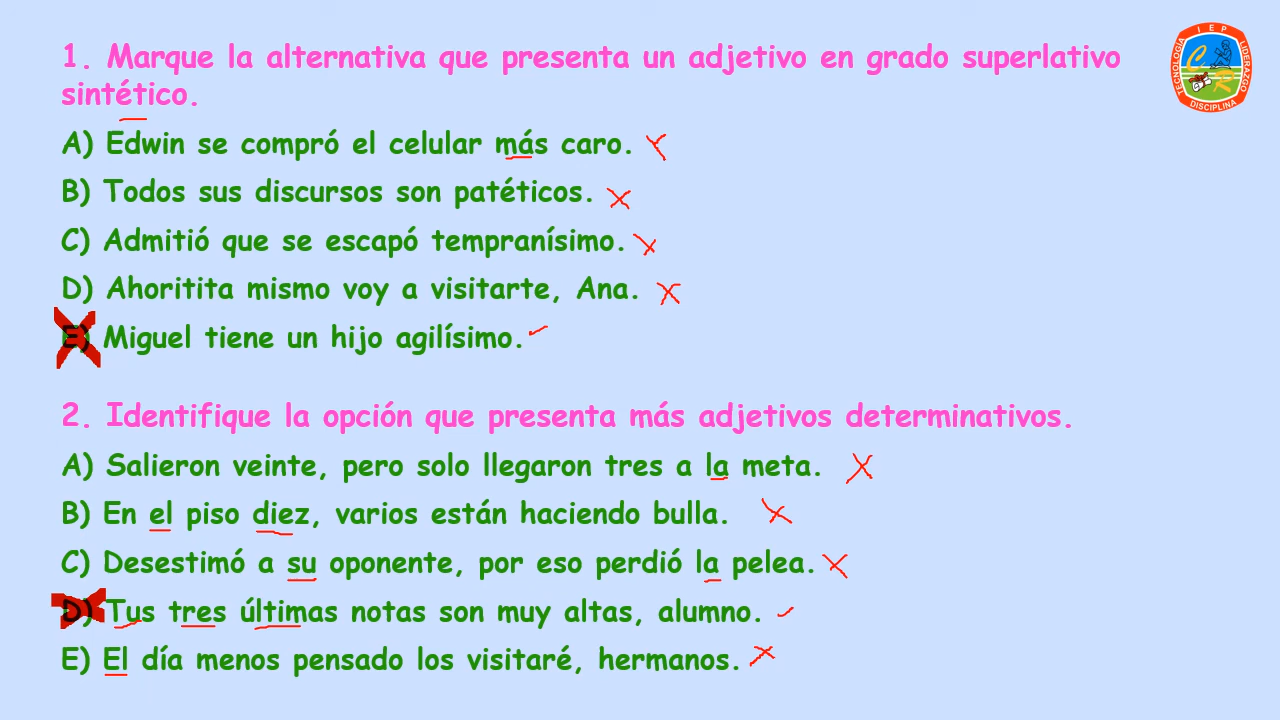 1. Marque la alternativa que presenta un adjetivo en grado superlativo
sintético.
A) Edwin se compró el celular más caro.
B) Todos sus discursos son patéticos.
C) Admitió que se escapó tempranísimo.
D) Ahoritita mismo voy a visitarte, Ana.
E) Miguel tiene un hijo agilísimo.
2. Identifique la opción que presenta más adjetivos determinativos.
A) Salieron veinte, pero solo llegaron tres a la meta.
B) En el piso diez, varios están haciendo bulla.
C) Desestimó a su oponente, por eso perdió la pelea.
D) Tus tres últimas notas son muy altas, alumno.
E) El día menos pensado los visitaré, hermanos.
I E P
TECNOLOGÍA
LIDERAZGO
DISCIPLINA
C R